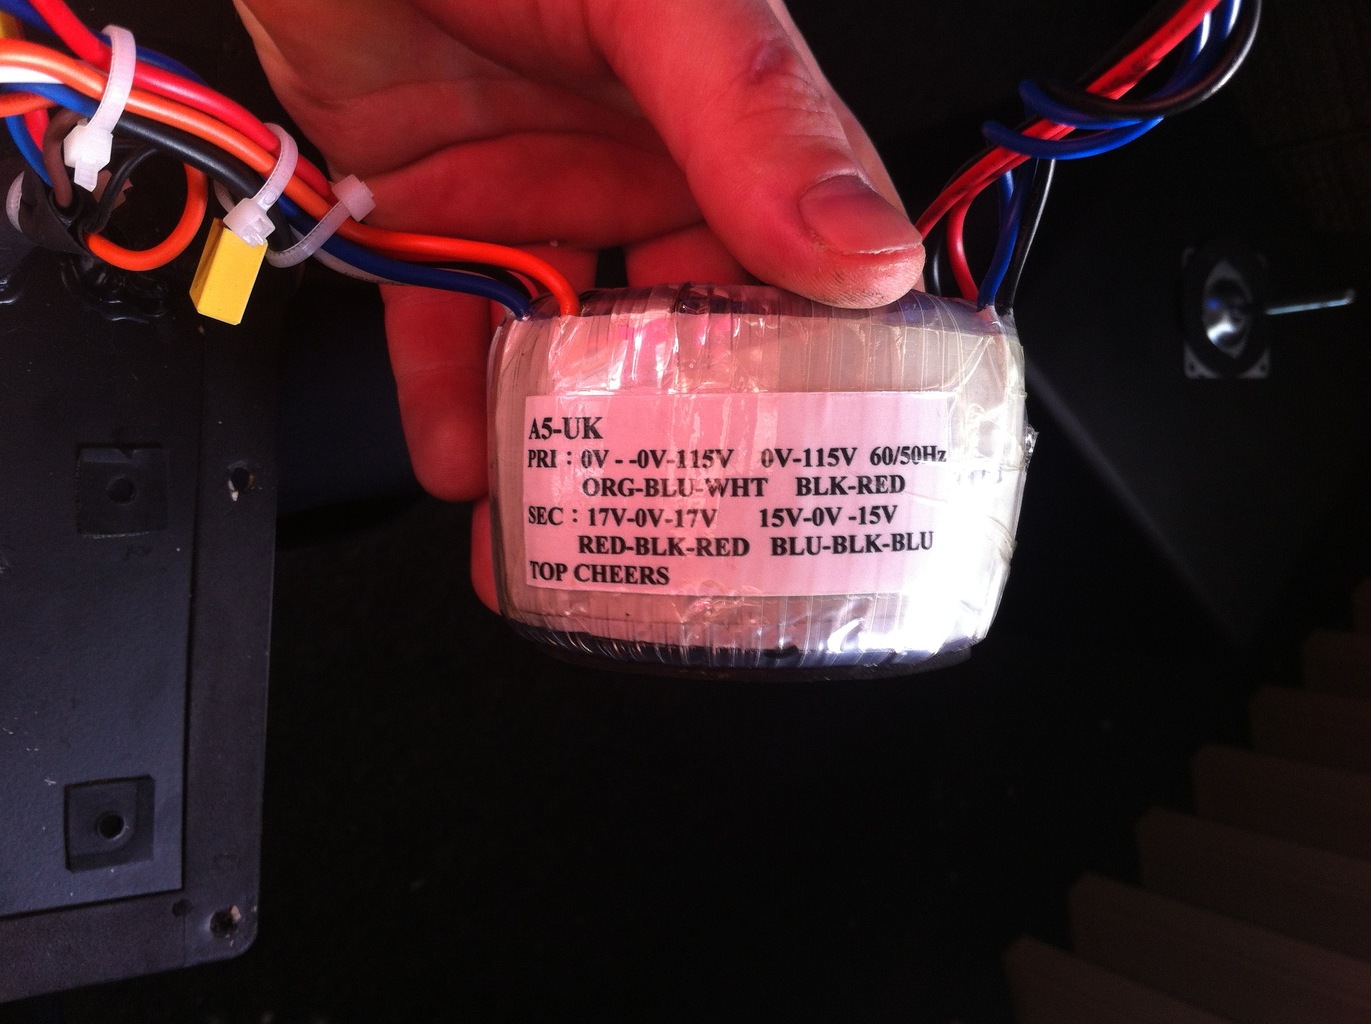 A5-UK
PRI : 0V - -0V-115V 0V-115V 60/50Hz
ORG-BLU-WHT BLK-RED
SEC : 17V-0V-17V 15V-0V -15V
RED-BLK-RED BLU-BLK-BLU
TOP CHEERS